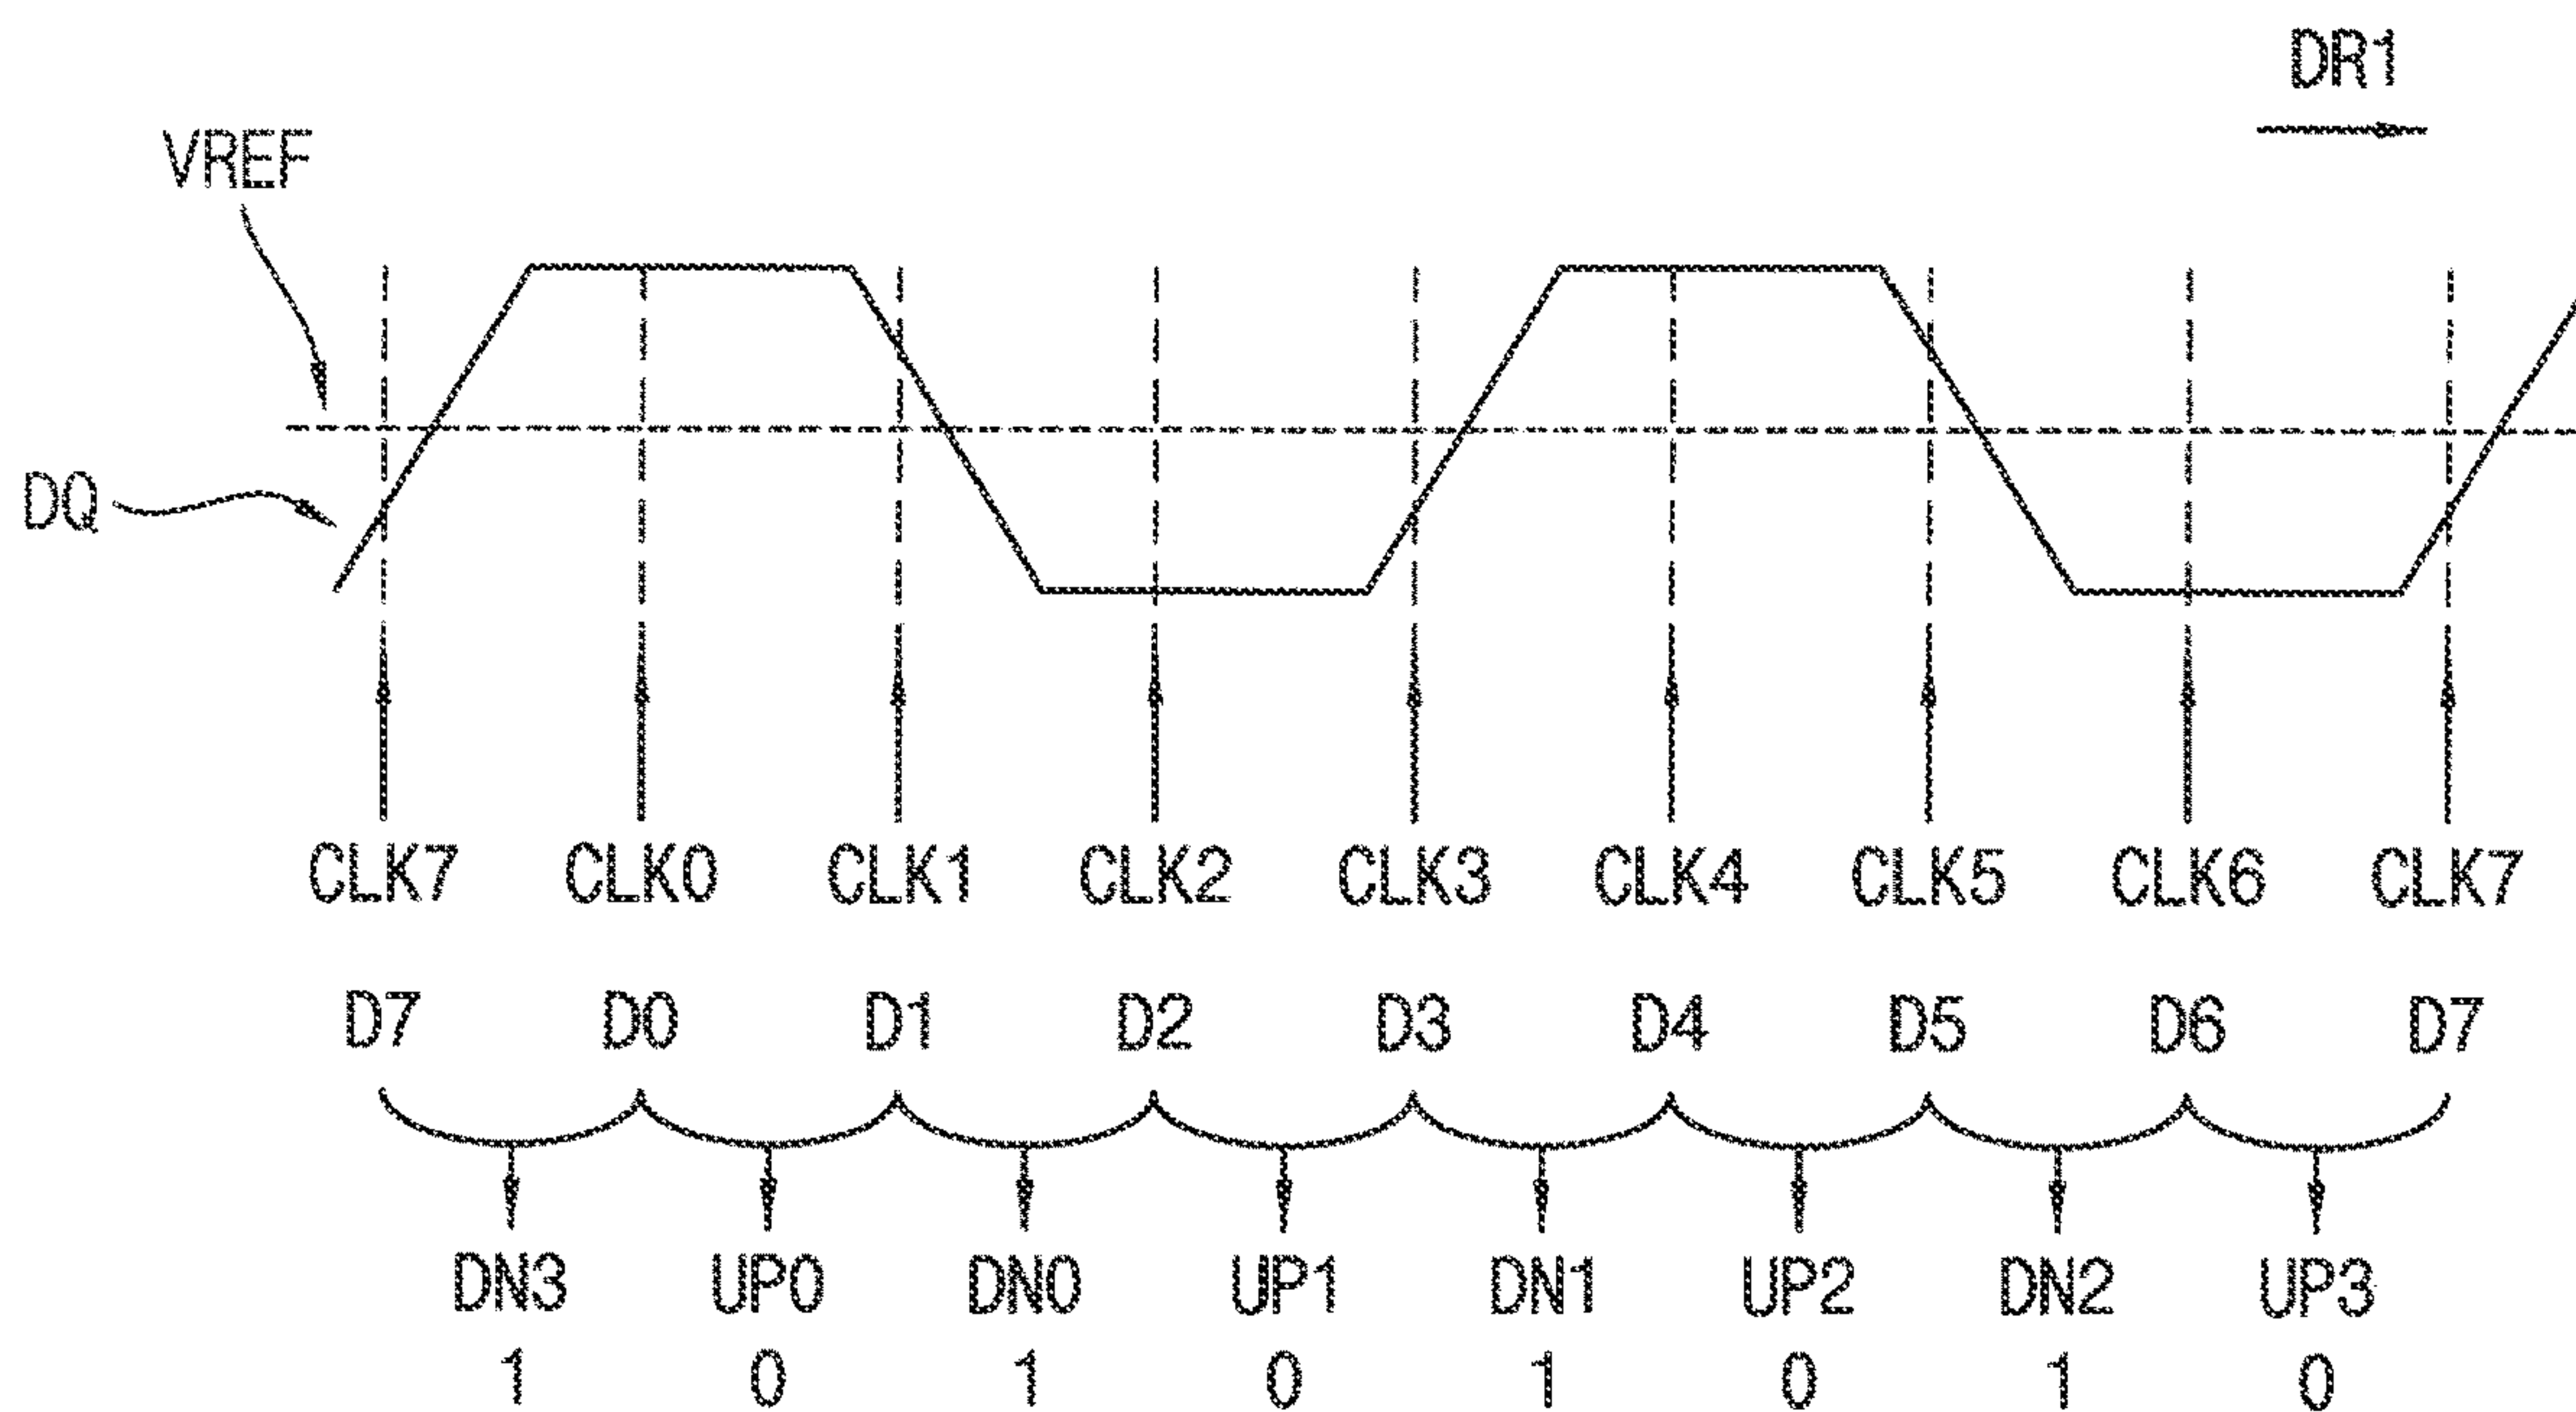 DR1
VREF
DQ
CLK7 CLK0 CLK1 CLK2 CLK3 CLK4 CLK5 CLK6 CLK7
D7 D0 D1 D2 D3 D4 D5 D6 D7
DN3 UP0 DN0 UP1 DN1 UP2 DN2 UP3
1 0 1 0 1 0 1 0